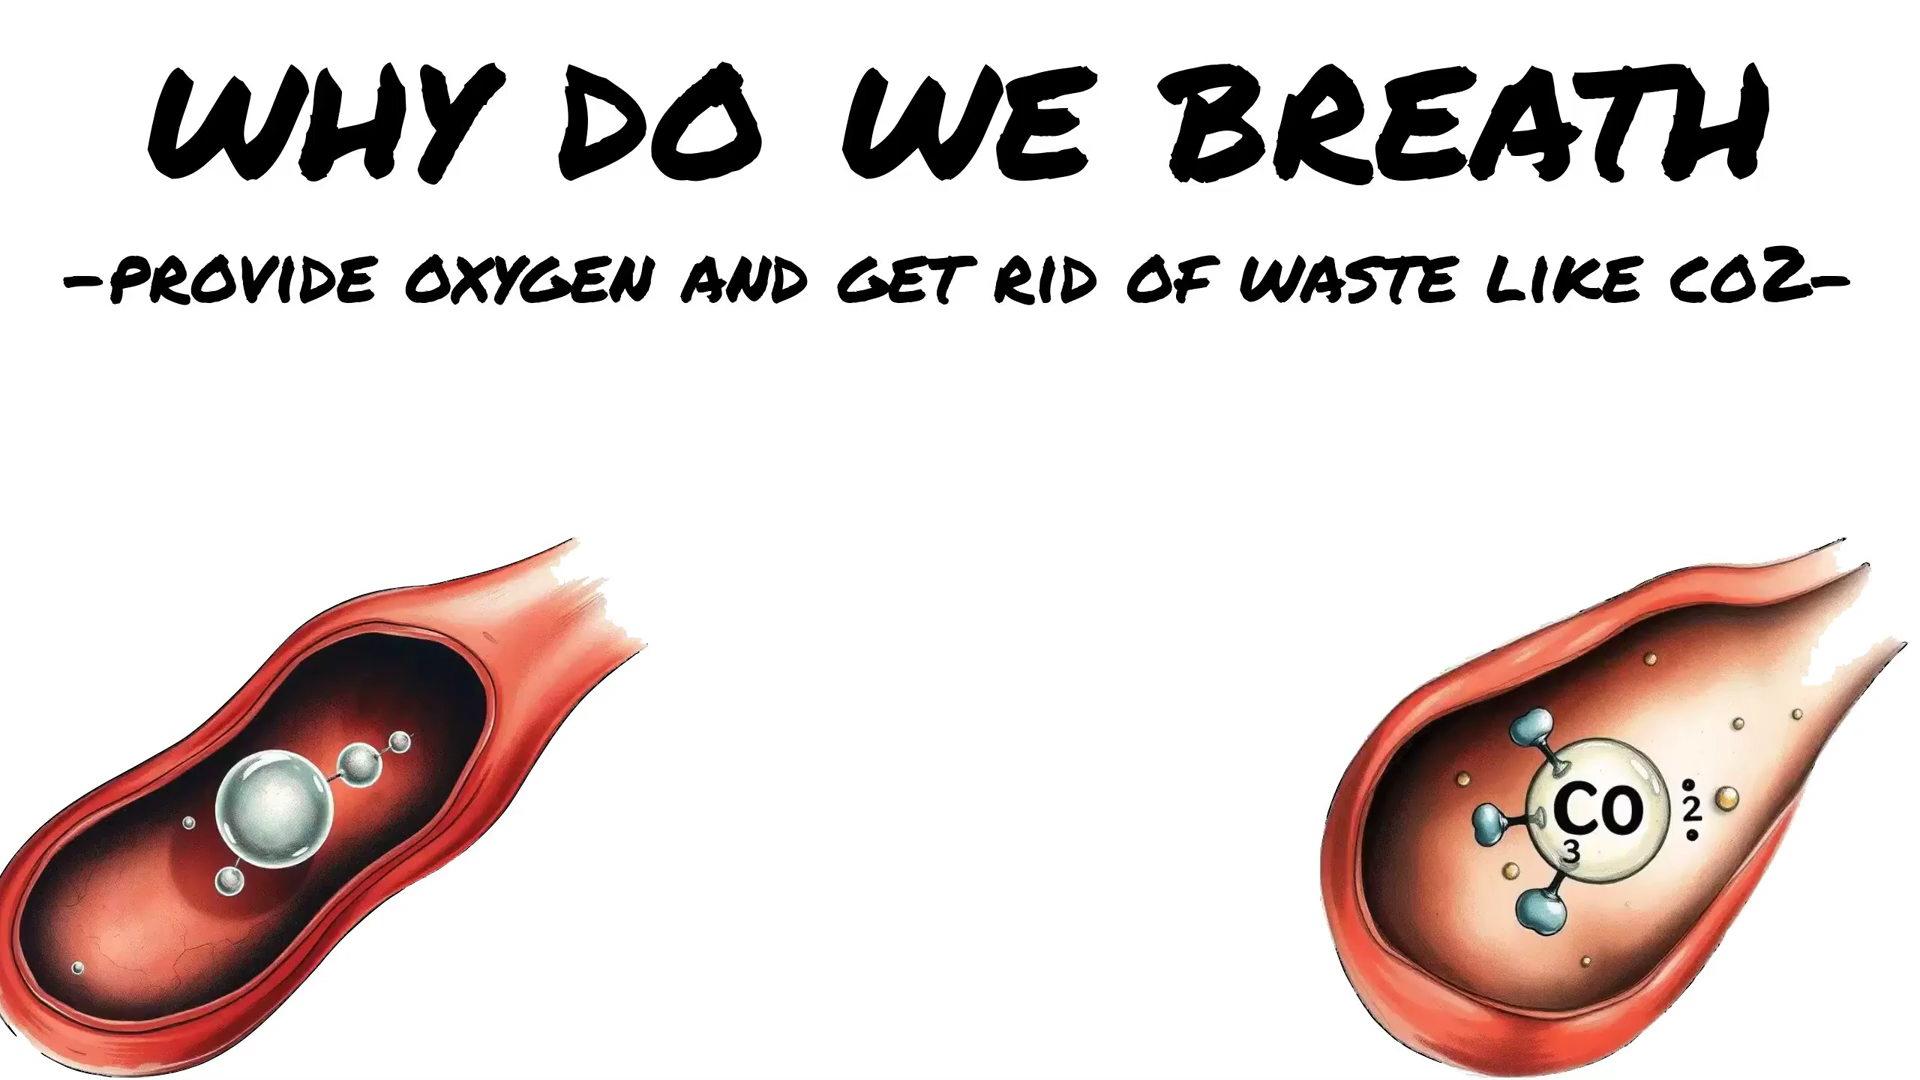 WHY DO WE BREATH
-PROVIDE OXYGEN AND GET RID OF WASTE LIKE CO2-
CO
2
3